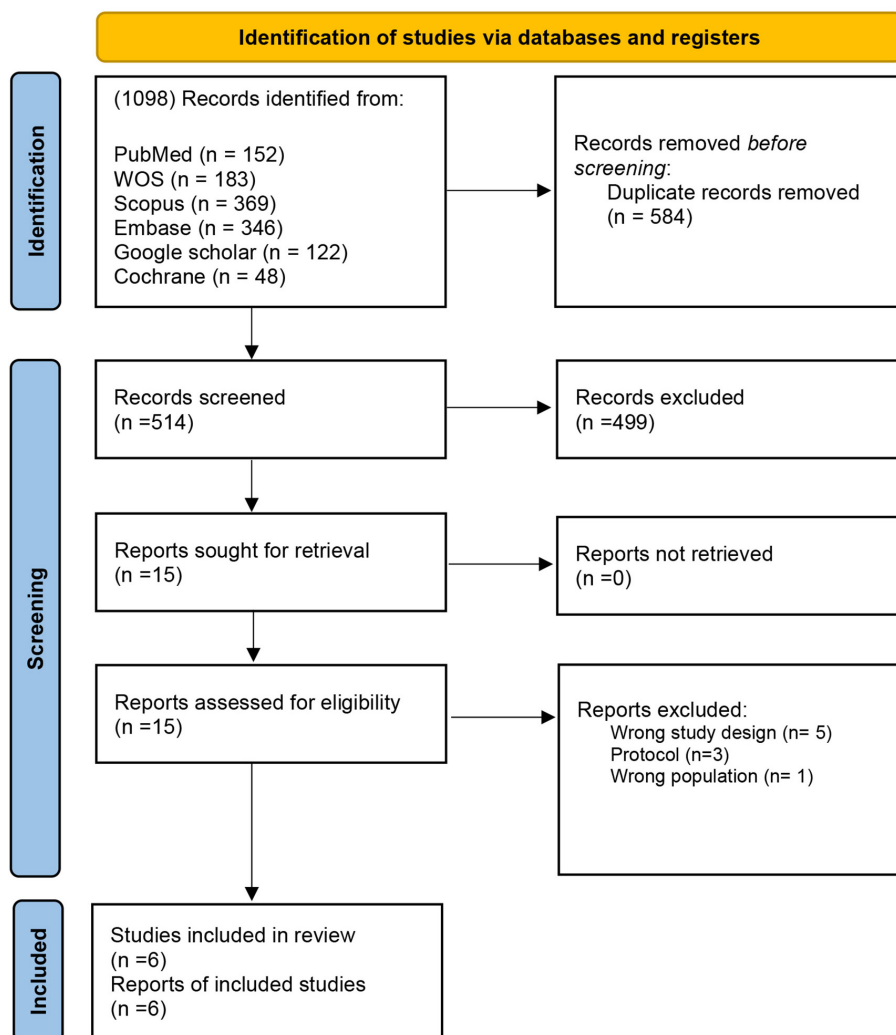 Identification of studies via databases and registers
Identification
(1098) Records identified from:
PubMed (n = 152)
WOS (n = 183)
Scopus (n = 369)
Embase (n = 346)
Google scholar (n = 122)
Cochrane (n = 48)
Records removed before
screening:
Duplicate records removed
(n = 584)
Screening
Records screened
(n =514)
Records excluded
(n =499)
Reports sought for retrieval
(n =15)
Reports not retrieved
(n =0)
Reports assessed for eligibility
(n =15)
Reports excluded:
Wrong study design (n= 5)
Protocol (n=3)
Wrong population (n= 1)
Included
Studies included in review
(n =6)
Reports of included studies
(n =6)